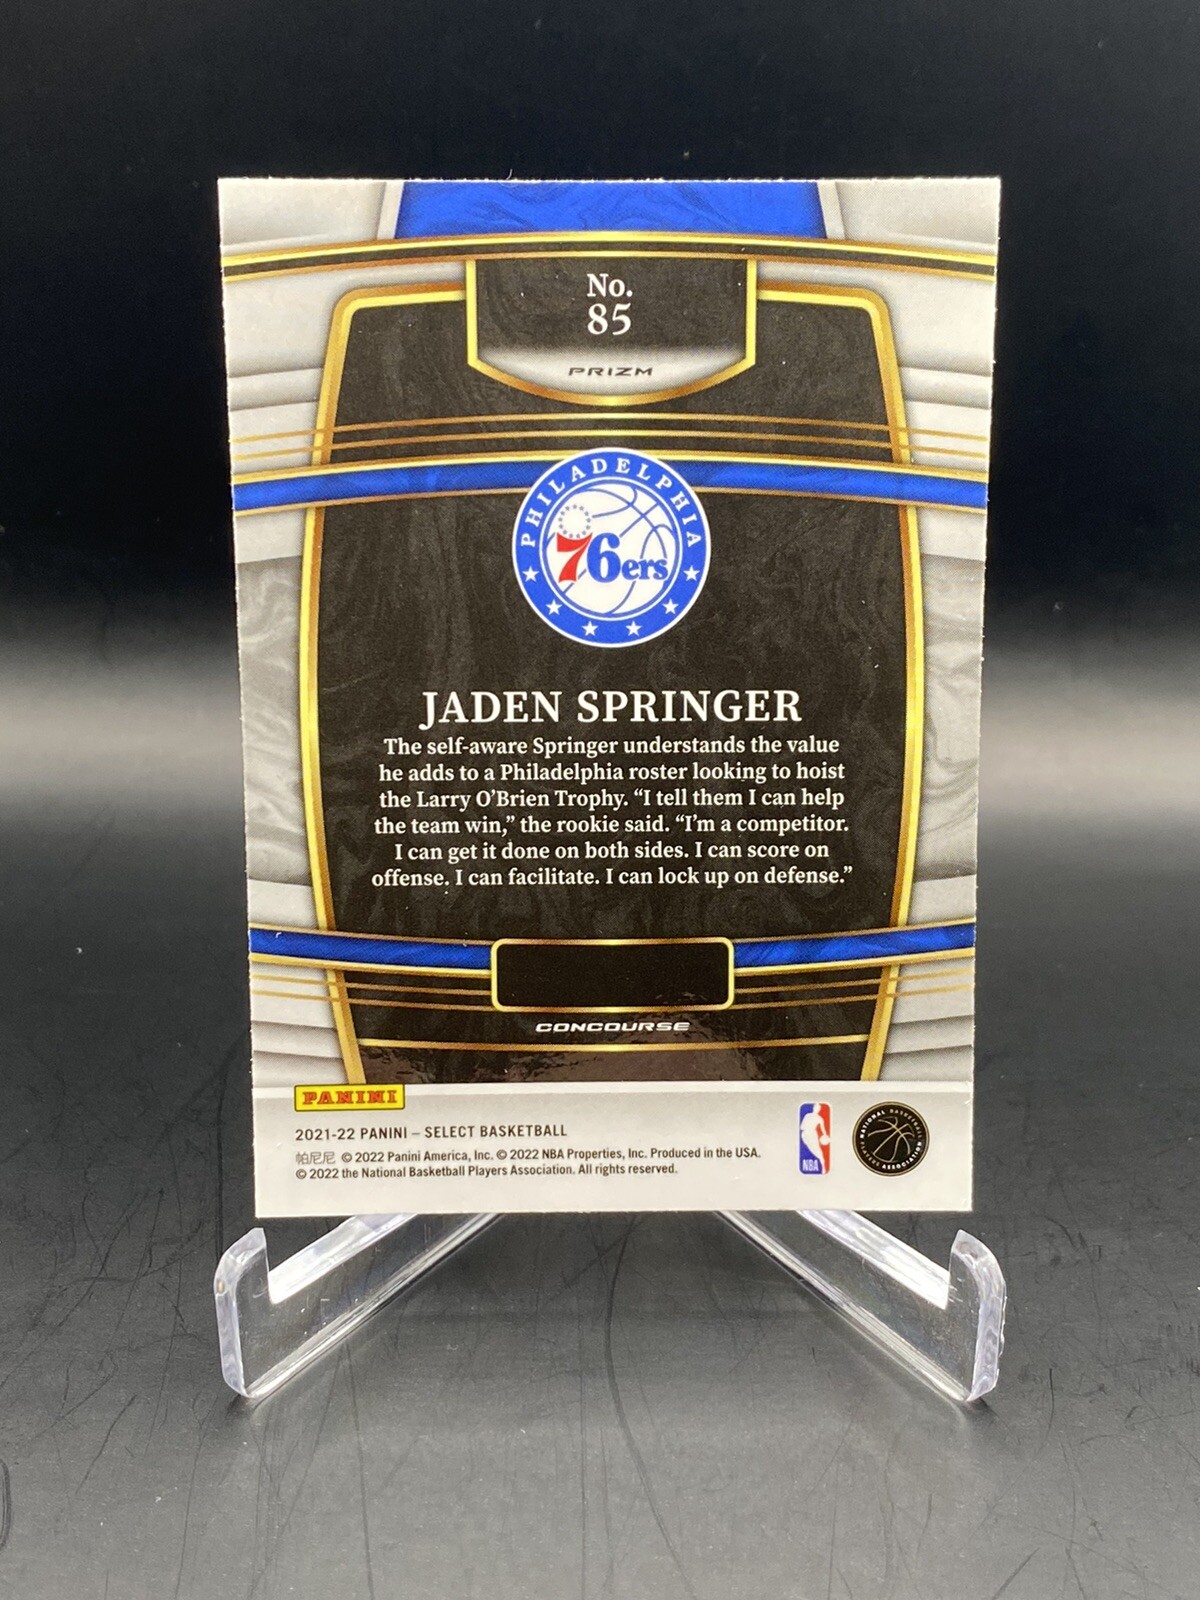 No.
85
PRIZM
PHILADELPHIA
76ers
JADEN SPRINGER
The self-aware Springer understands the value
he adds to a Philadelphia roster looking to hoist
the Larry O'Brien Trophy. “I tell them I can help
the team win,” the rookie said. “I'm a competitor.
I can get it done on both sides. I can score on
offense. I can facilitate. I can lock up on defense.”
CONCOURSE
PANINI
2021-22 PANINI – SELECT BASKETBALL
帕尼尼 © 2022 Panini America, Inc. © 2022 NBA Properties, Inc. Produced in the USA.
© 2022 the National Basketball Players Association. All rights reserved.
NBA
NATIONAL BASKETBALL
PLAYERS ASSOCIATION